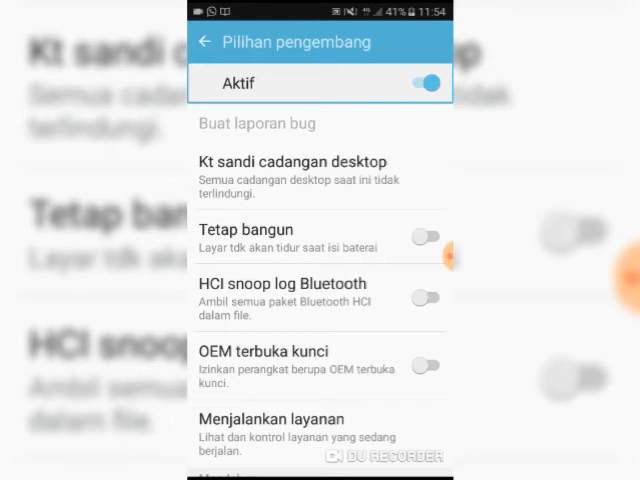 41% 11:54
Pilihan pengembang
Aktif
Buat laporan bug
Kt sandi cadangan desktop
Semua cadangan desktop saat ini tidak
terlindungi.
Tetap bangun
Layar tdk akan tidur saat isi baterai
HCI snoop log Bluetooth
Ambil semua paket Bluetooth HCI
dalam file.
OEM terbuka kunci
Izinkan perangkat berupa OEM terbuka
kunci.
Menjalankan layanan
Lihat dan kontrol layanan yang sedang
berjalan.
DU RECORDER